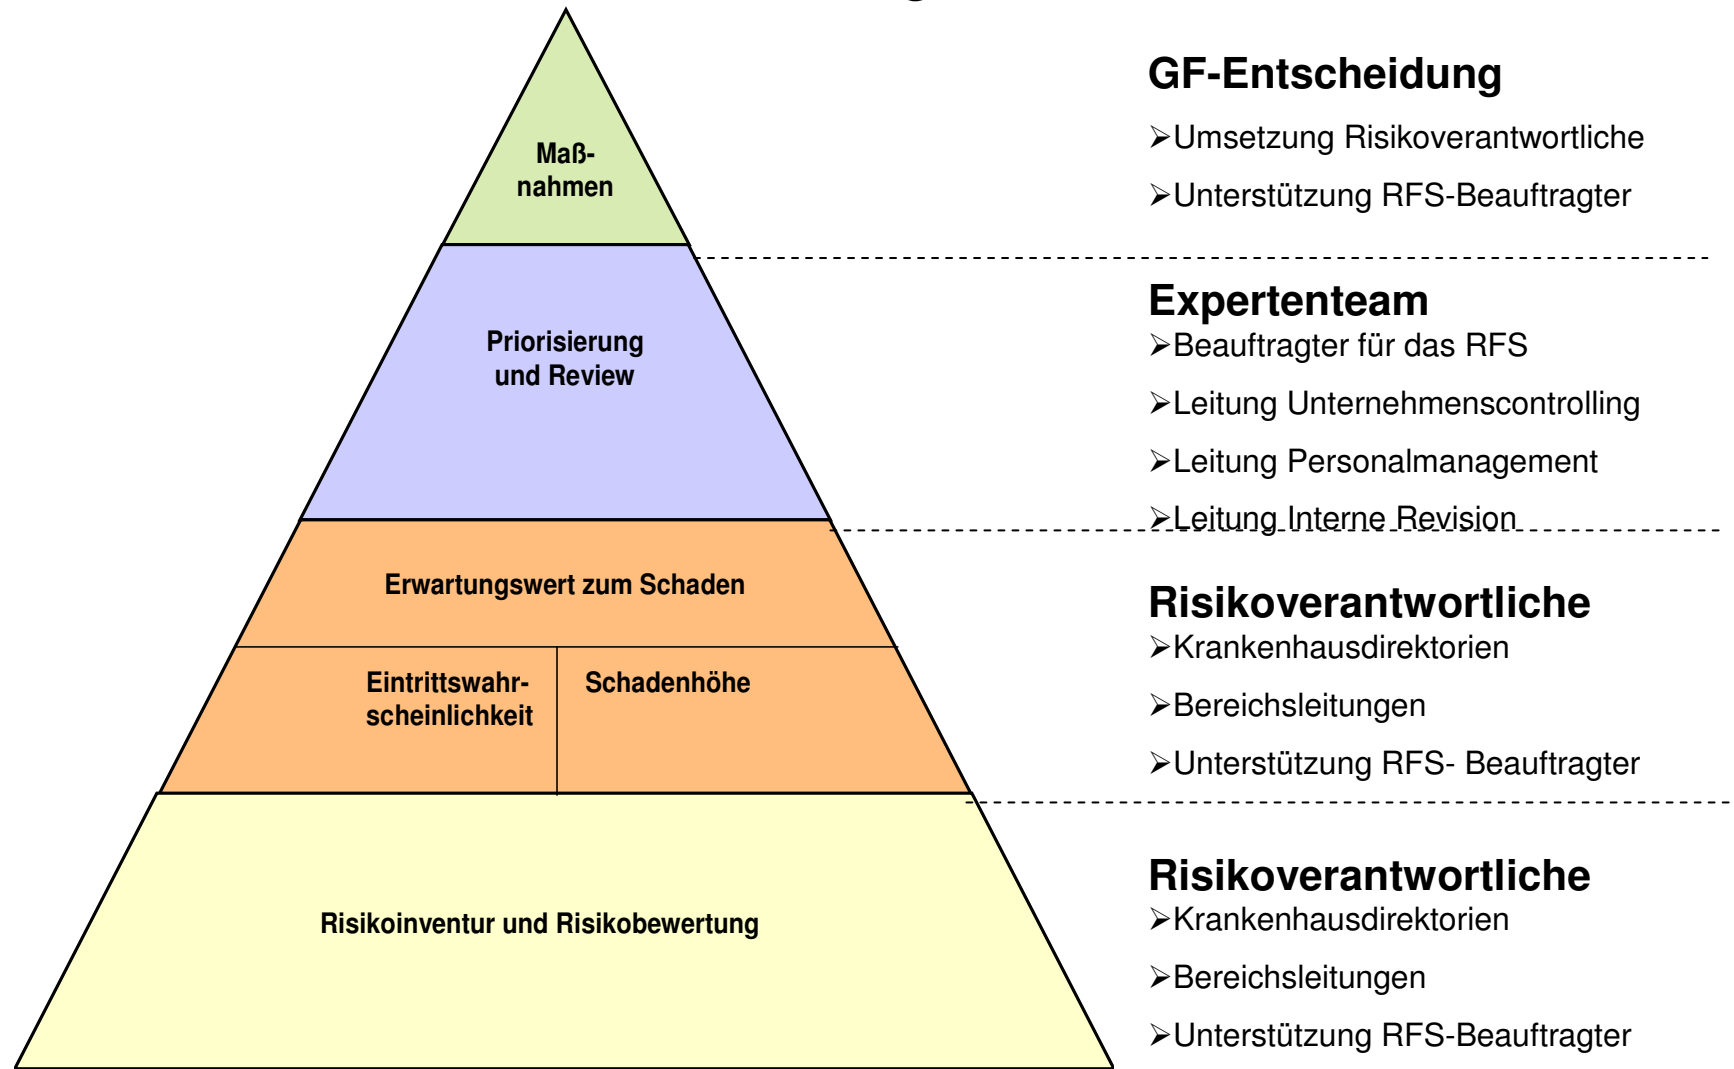 Maß-
nahmen
Priorisierung
und Review
Erwartungswert zum Schaden
Eintrittswahr-
scheinlichkeit
Schadenhöhe
Risikoinventur und Risikobewertung
GF-Entscheidung
➢Umsetzung Risikoverantwortliche
➢Unterstützung RFS-Beauftragter
Expertenteam
➢Beauftragter für das RFS
➢Leitung Unternehmenscontrolling
➢Leitung Personalmanagement
➢Leitung Interne Revision
Risikoverantwortliche
➢Krankenhausdirektorien
➢Bereichsleitungen
➢Unterstützung RFS- Beauftragter
Risikoverantwortliche
➢Krankenhausdirektorien
➢Bereichsleitungen
➢Unterstützung RFS-Beauftragter